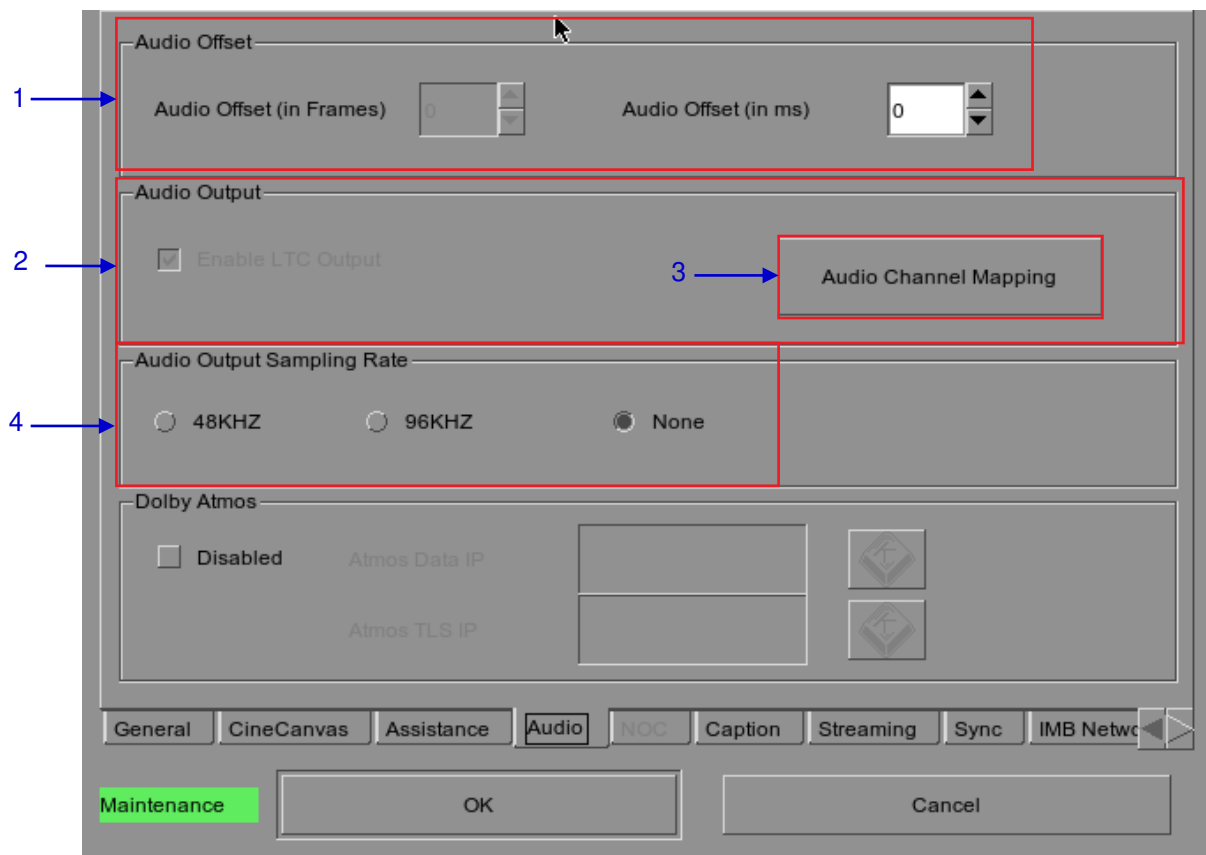 Audio Offset
1
Audio Offset (in Frames) 0 Audio Offset (in ms) 0
Audio Output
2
Enable LTC Output
3
Audio Channel Mapping
Audio Output Sampling Rate
4
48KHZ 96KHZ None
Dolby Atmos
Disabled Atmos Data IP
Atmos TLS IP
General CineCanvas Assistance Audio NOC Caption Streaming Sync IMB Netwo
Maintenance OK Cancel